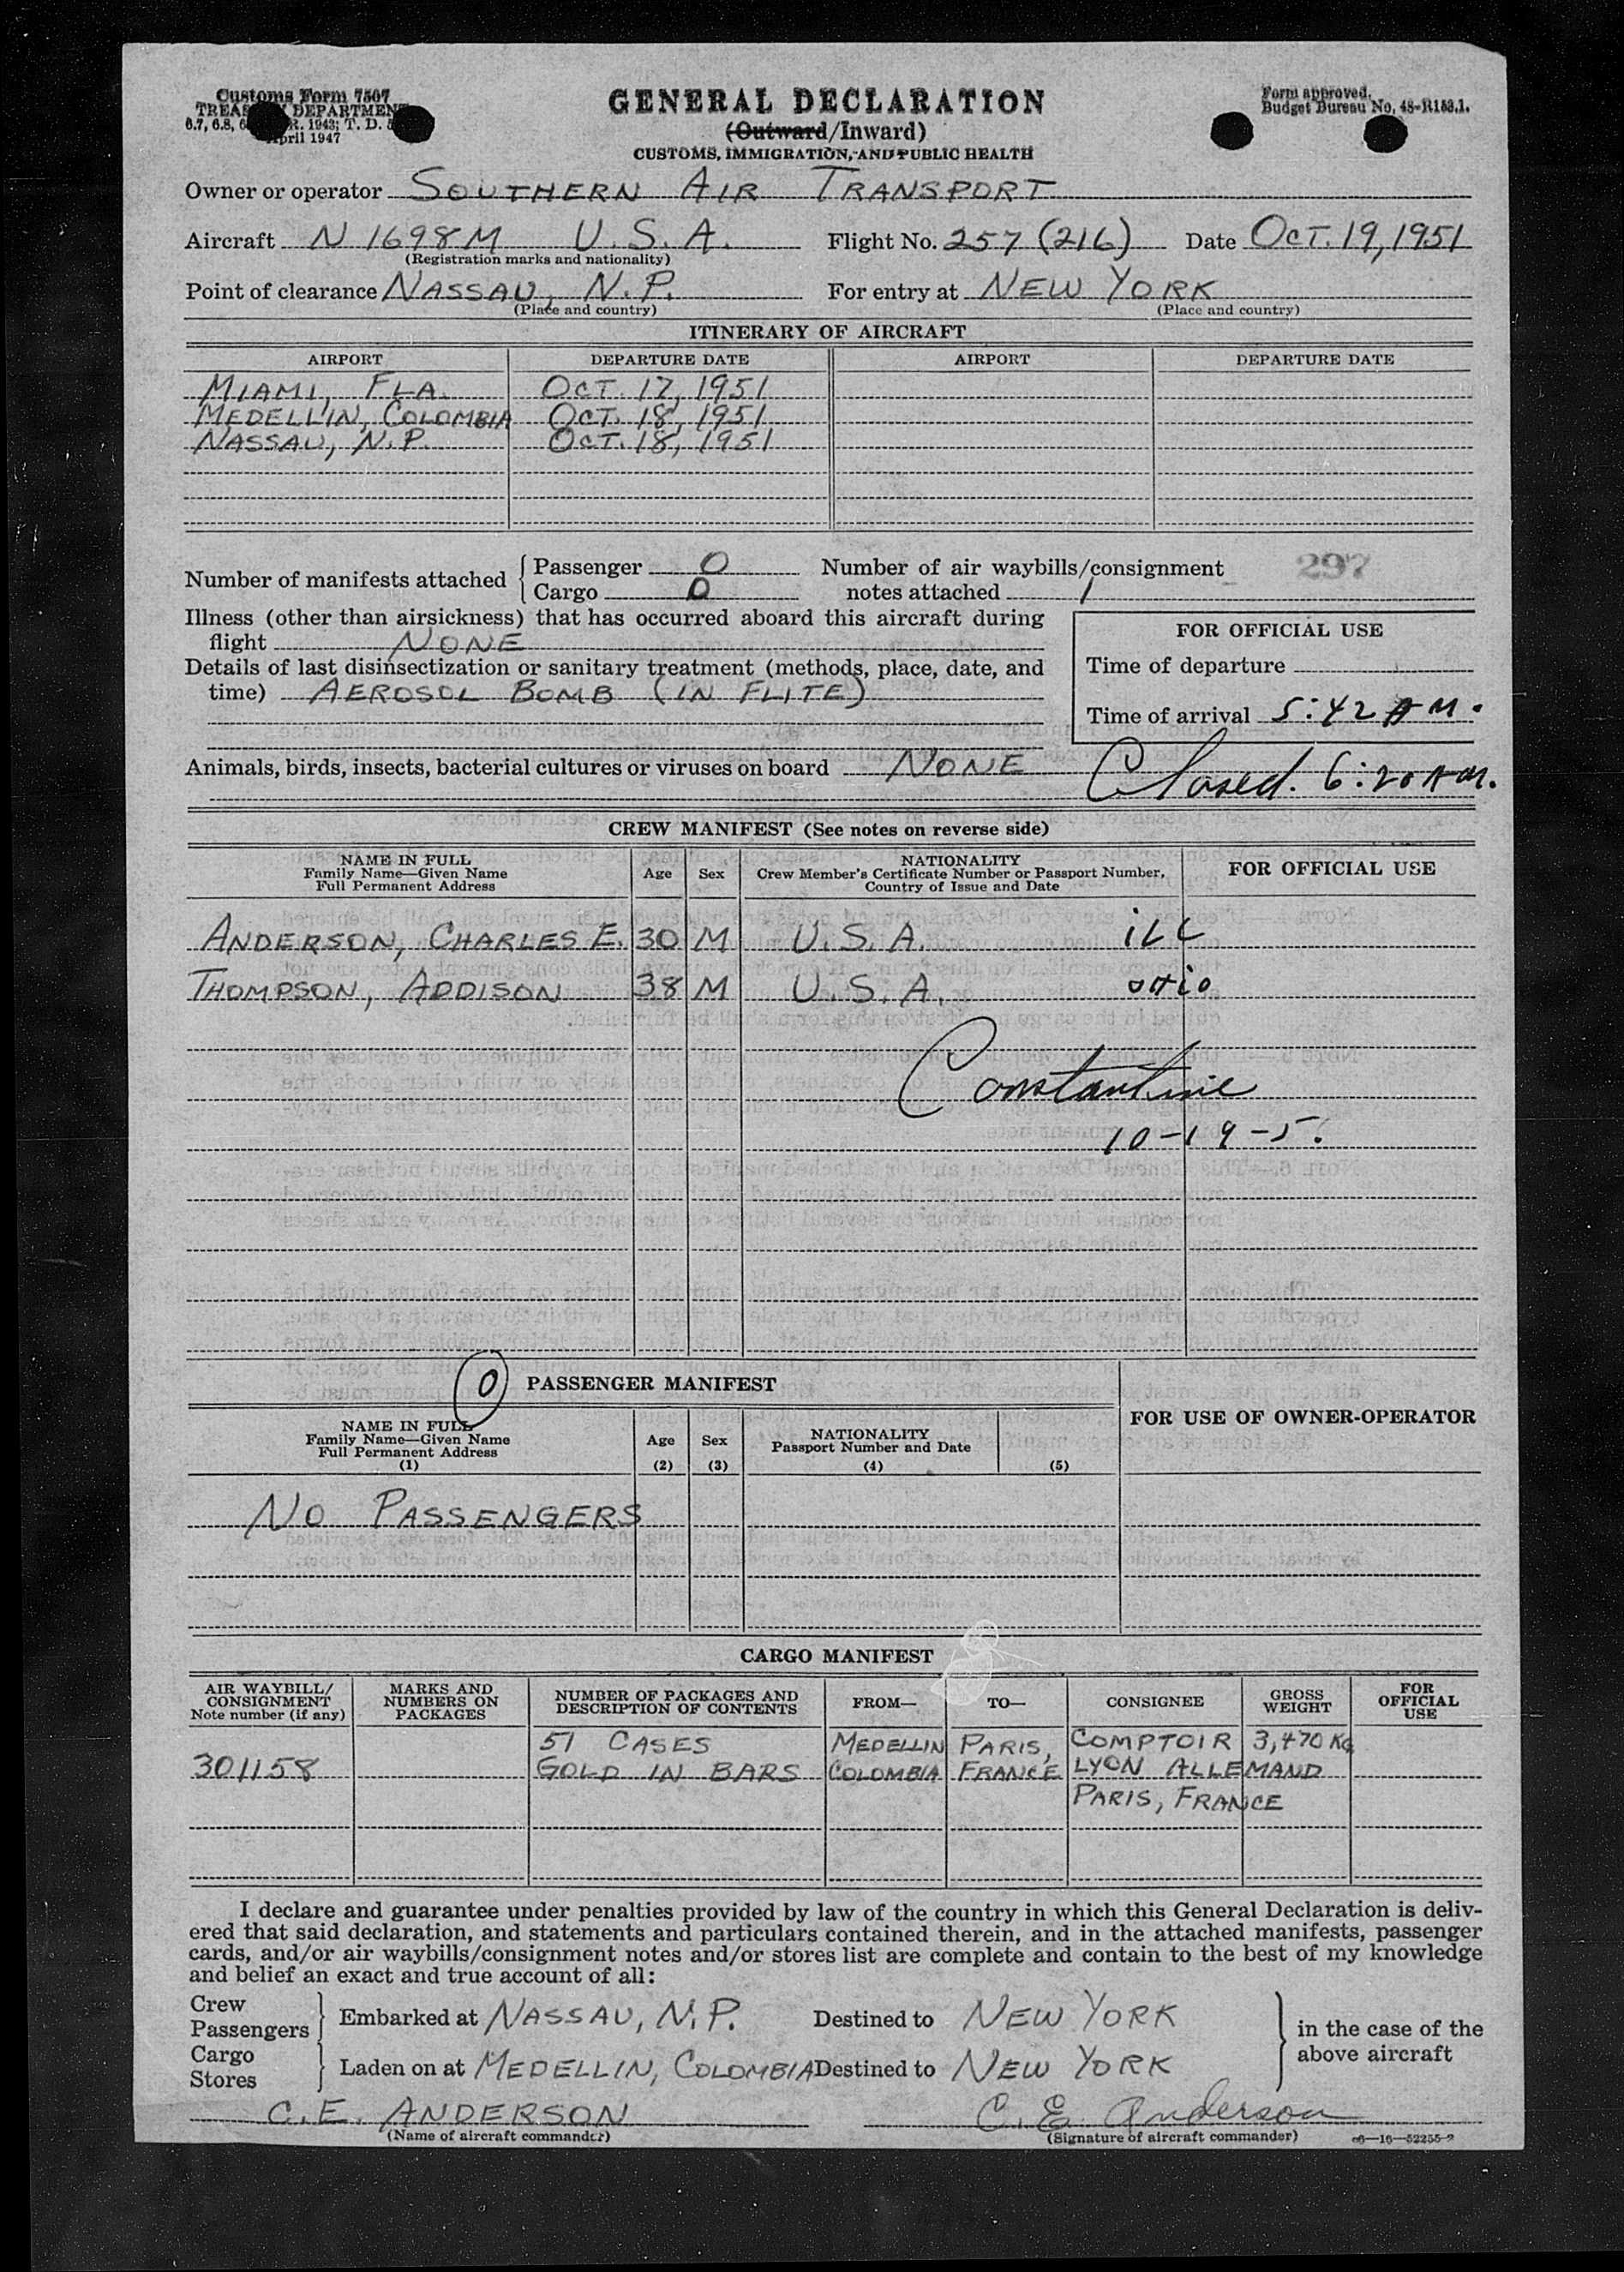 Customs Form 7507
TREASURY DEPARTMENT
6.7, 6.8, R. 1943; T. D.
April 1947
GENERAL DECLARATION
(Outward/Inward)
CUSTOMS, IMMIGRATION, AND PUBLIC HEALTH
Form approved.
Budget Bureau No. 48-R153.1.
Owner or operator SOUTHERN AIR TRANSPORT
Aircraft N 1698M U.S.A. Flight No. 257 (216) Date OCT. 19, 1951
(Registration marks and nationality)
Point of clearance NASSAU, N.P. For entry at NEW YORK
(Place and country) (Place and country)
ITINERARY OF AIRCRAFT
AIRPORT DEPARTURE DATE AIRPORT DEPARTURE DATE
MIAMI, FLA. OCT. 17, 1951
MEDELLIN, COLOMBIA OCT. 18, 1951
NASSAU, N.P. OCT. 18, 1951
Number of manifests attached { Passenger 0 Number of air waybills/consignment 297
Cargo 0 notes attached 1
Illness (other than airsickness) that has occurred aboard this aircraft during
flight NONE
Details of last disinsectization or sanitary treatment (methods, place, date, and
time) AEROSOL BOMB (IN FLITE)
FOR OFFICIAL USE
Time of departure
Time of arrival 5:42 AM.
Animals, birds, insects, bacterial cultures or viruses on board NONE
Closed. 6:20 AM.
CREW MANIFEST (See notes on reverse side)
NAME IN FULL
Family Name—Given Name
Full Permanent Address
Age Sex
NATIONALITY
Crew Member's Certificate Number or Passport Number,
Country of Issue and Date
FOR OFFICIAL USE
ANDERSON, CHARLES E. 30 M U.S.A. ILL
THOMPSON, ADDISON 38 M U.S.A. OHIO
Constantine
10-19-5
0 PASSENGER MANIFEST
NAME IN FULL
Family Name—Given Name
Full Permanent Address
(1)
Age
(2)
Sex
(3)
NATIONALITY
Passport Number and Date
(4) (5)
FOR USE OF OWNER-OPERATOR
NO PASSENGERS
CARGO MANIFEST
AIR WAYBILL/
CONSIGNMENT
Note number (if any)
MARKS AND
NUMBERS ON
PACKAGES
NUMBER OF PACKAGES AND
DESCRIPTION OF CONTENTS
FROM— TO— CONSIGNEE
GROSS
WEIGHT
FOR
OFFICIAL
USE
51 CASES MEDELLIN PARIS, COMPTOIR 3,470 KG
301158 GOLD IN BARS COLOMBIA FRANCE LYON ALLEMAND
PARIS, FRANCE
I declare and guarantee under penalties provided by law of the country in which this General Declaration is deliv-
ered that said declaration, and statements and particulars contained therein, and in the attached manifests, passenger
cards, and/or air waybills/consignment notes and/or stores list are complete and contain to the best of my knowledge
and belief an exact and true account of all:
Crew
Passengers } Embarked at NASSAU, N.P. Destined to NEW YORK
Cargo
Stores } Laden on at MEDELLIN, COLOMBIA Destined to NEW YORK
} in the case of the
above aircraft
C.E. ANDERSON C. E. Anderson
(Name of aircraft commander) (Signature of aircraft commander) 16—52255-2